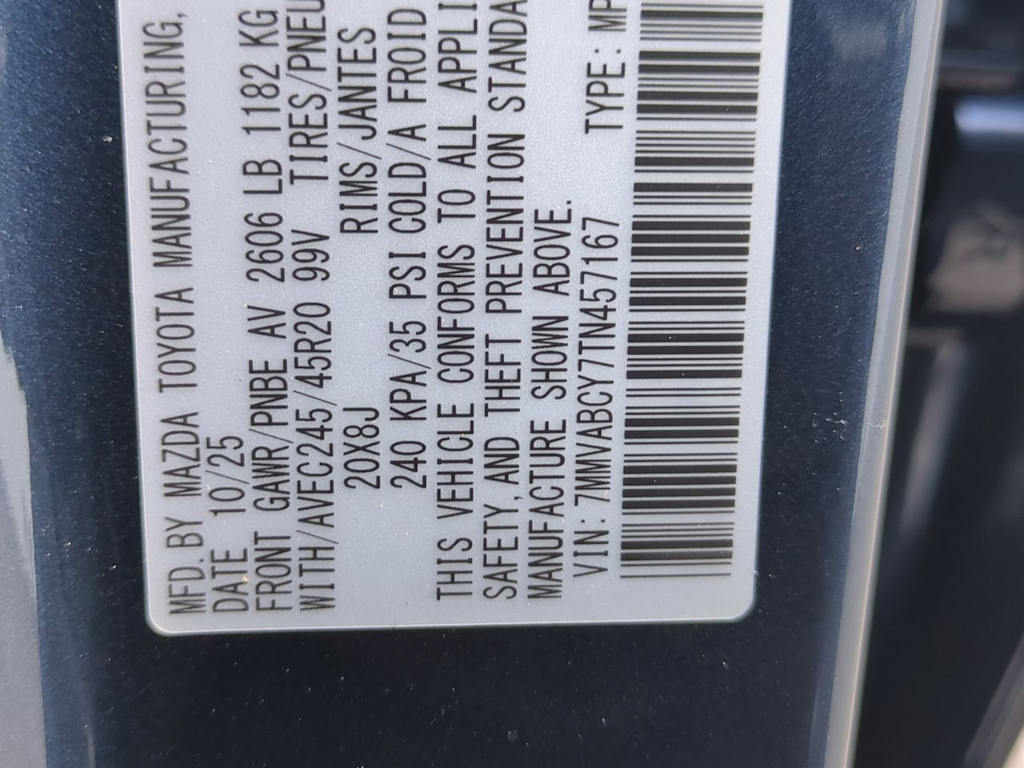 MFD. BY MAZDA TOYOTA MANUFACTURING,
DATE 10/25
FRONT GAWR/PNBE AV 2606 LB 1182 KG
WITH/AVEC245/45R20 99V TIRES/PNEU
20X8J RIMS/JANTES
240 KPA/35 PSI COLD/A FROID
THIS VEHICLE CONFORMS TO ALL APPLI
SAFETY, AND THEFT PREVENTION STANDA
MANUFACTURE SHOWN ABOVE.
VIN: 7MMVABCY7TN457167 TYPE: MP